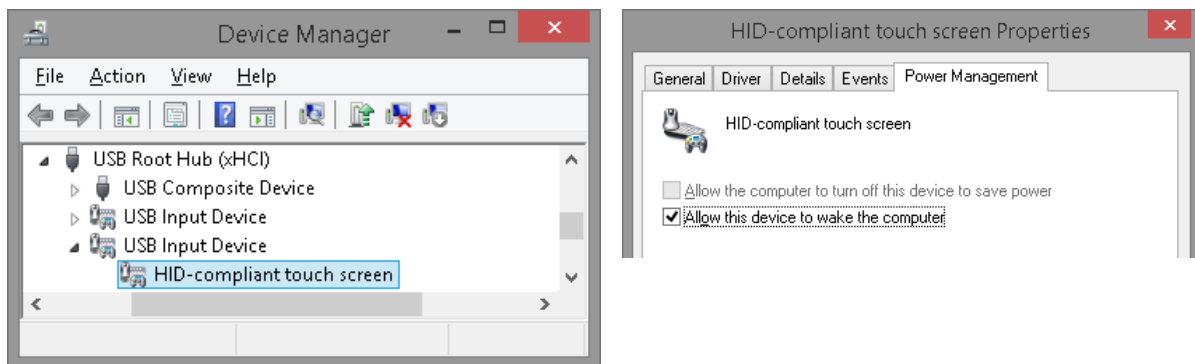 Device Manager
File Action View Help
USB Root Hub (xHCI)
USB Composite Device
USB Input Device
USB Input Device
HID-compliant touch screen
HID-compliant touch screen Properties
General Driver Details Events Power Management
HID-compliant touch screen
Allow the computer to turn off this device to save power
Allow this device to wake the computer